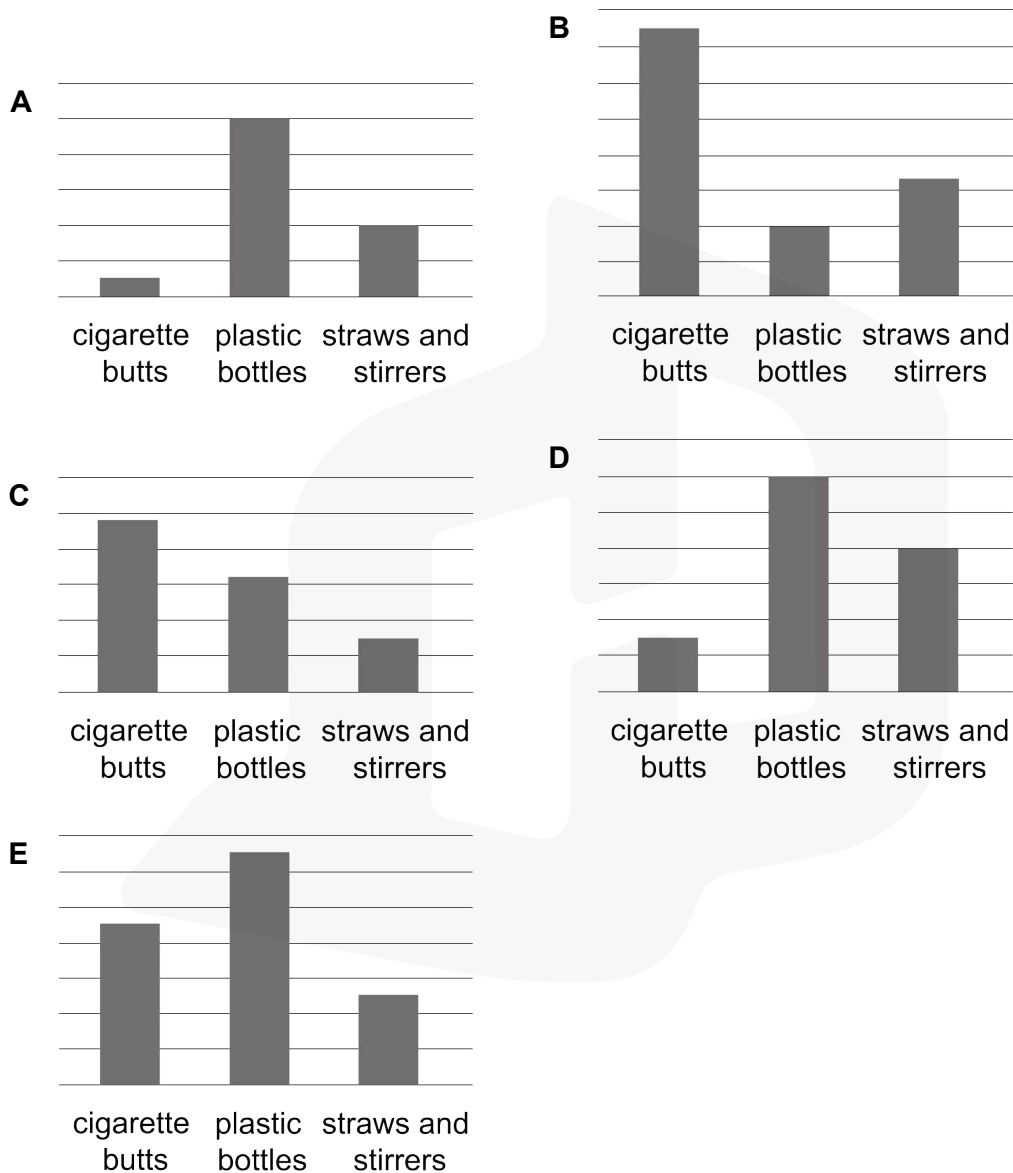 A
cigarette plastic straws and
butts bottles stirrers
B
cigarette plastic straws and
butts bottles stirrers
C
cigarette plastic straws and
butts bottles stirrers
D
cigarette plastic straws and
butts bottles stirrers
E
cigarette plastic straws and
butts bottles stirrers